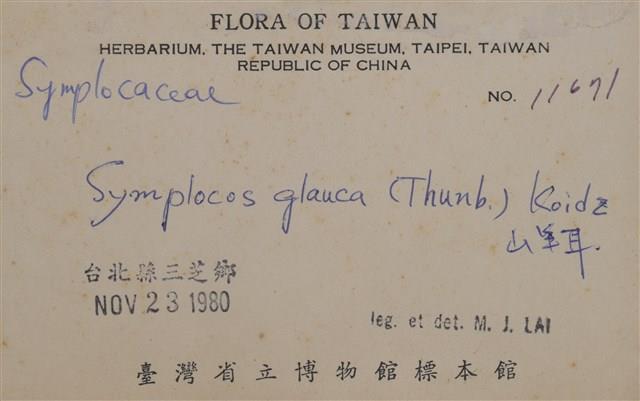 FLORA OF TAIWAN
HERBARIUM, THE TAIWAN MUSEUM, TAIPEI, TAIWAN
REPUBLIC OF CHINA
Symplocaceae
NO. 11671
Symplocos glauca (Thunb.) Koidz
山羊耳.
台北縣三芝鄉
NOV 23 1980
leg. et det. M. J. LAI
臺灣省立博物館標本館